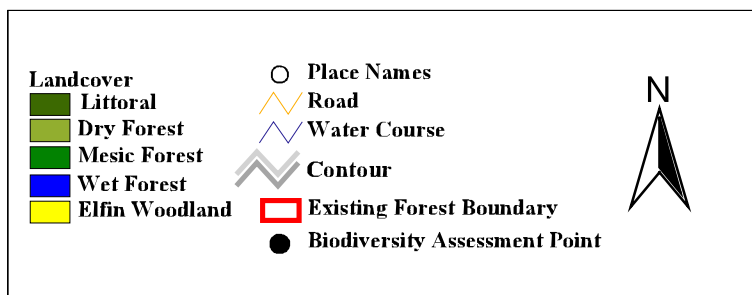 Landcover
Littoral
Dry Forest
Mesic Forest
Wet Forest
Elfin Woodland
Place Names
Road
Water Course
Contour
Existing Forest Boundary
Biodiversity Assessment Point
N